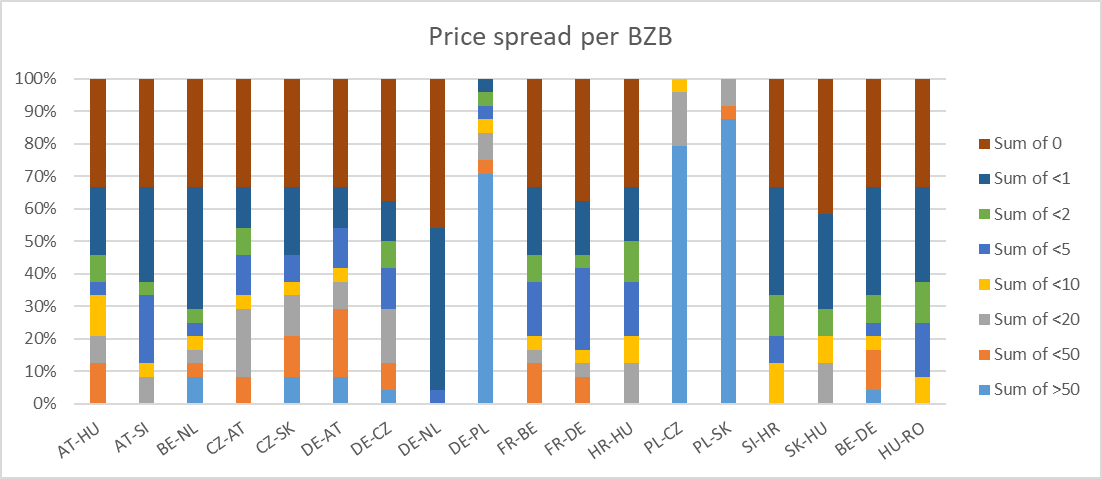 Price spread per BZB
100%
90%
80%
70%
60%
50%
40%
30%
20%
10%
0%
AT-HU
AT-SI
BE-NL
CZ-AT
CZ-SK
DE-AT
DE-CZ
DE-NL
DE-PL
FR-BE
FR-DE
HR-HU
PL-CZ
PL-SK
SI-HR
SK-HU
BE-DE
HU-RO
Sum of 0
Sum of <1
Sum of <2
Sum of <5
Sum of <10
Sum of <20
Sum of <50
Sum of >50